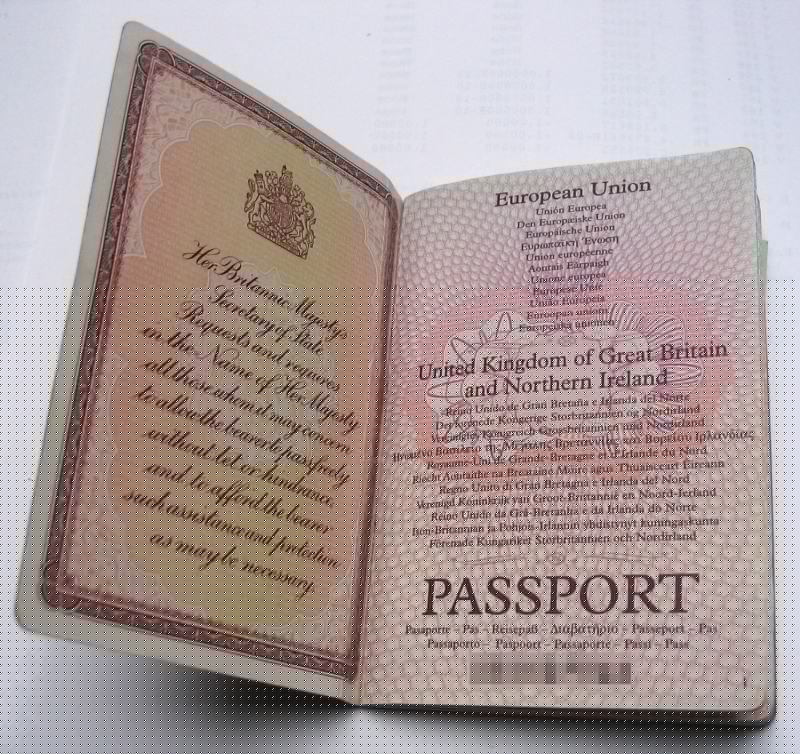 Her Britannic Majesty's
Secretary of State
Requests and requires
in the Name of Her Majesty
all those whom it may concern
to allow the bearer to pass freely
without let or hindrance,
and to afford the bearer
such assistance and protection
as may be necessary.
European Union
Unión Europea
Den Europæiske Union
Europäische Union
Ευρωπαϊκή Ένωση
Union européenne
Aontais Eorpaigh
Unione europea
Europese Unie
União Europeia
Euroopan unioni
Europeiska unionen
United Kingdom of Great Britain
and Northern Ireland
Reino Unido de Gran Bretaña e Irlanda del Norte
Det forenede Kongerige Storbritannien og Nordirland
Vereinigtes Königreich Grossbritannien und Nordirland
Ηνωμένο Βασίλειο της Μεγάλης Βρεταννίας και Βορείου Ιρλανδίας
Royaume-Uni de Grande-Bretagne et d'Irlande du Nord
Ríocht Aontaithe na Breataine Móire agus Thuaisceart Éireann
Regno Unito di Gran Bretagna e Irlanda del Nord
Verenigd Koninkrijk van Groot-Brittannië en Noord-Ierland
Reino Unido da Grã-Bretanha e da Irlanda do Norte
Ison-Britannian ja Pohjois-Irlannin yhdistynyt kuningaskunta
Förenade Kungariket Storbritannien och Nordirland
PASSPORT
Pasaporte – Pas – Reisepaß – Διαβατήριο – Passeport – Pas
Passaporto – Paspoort – Passaporte – Passi – Pass
1